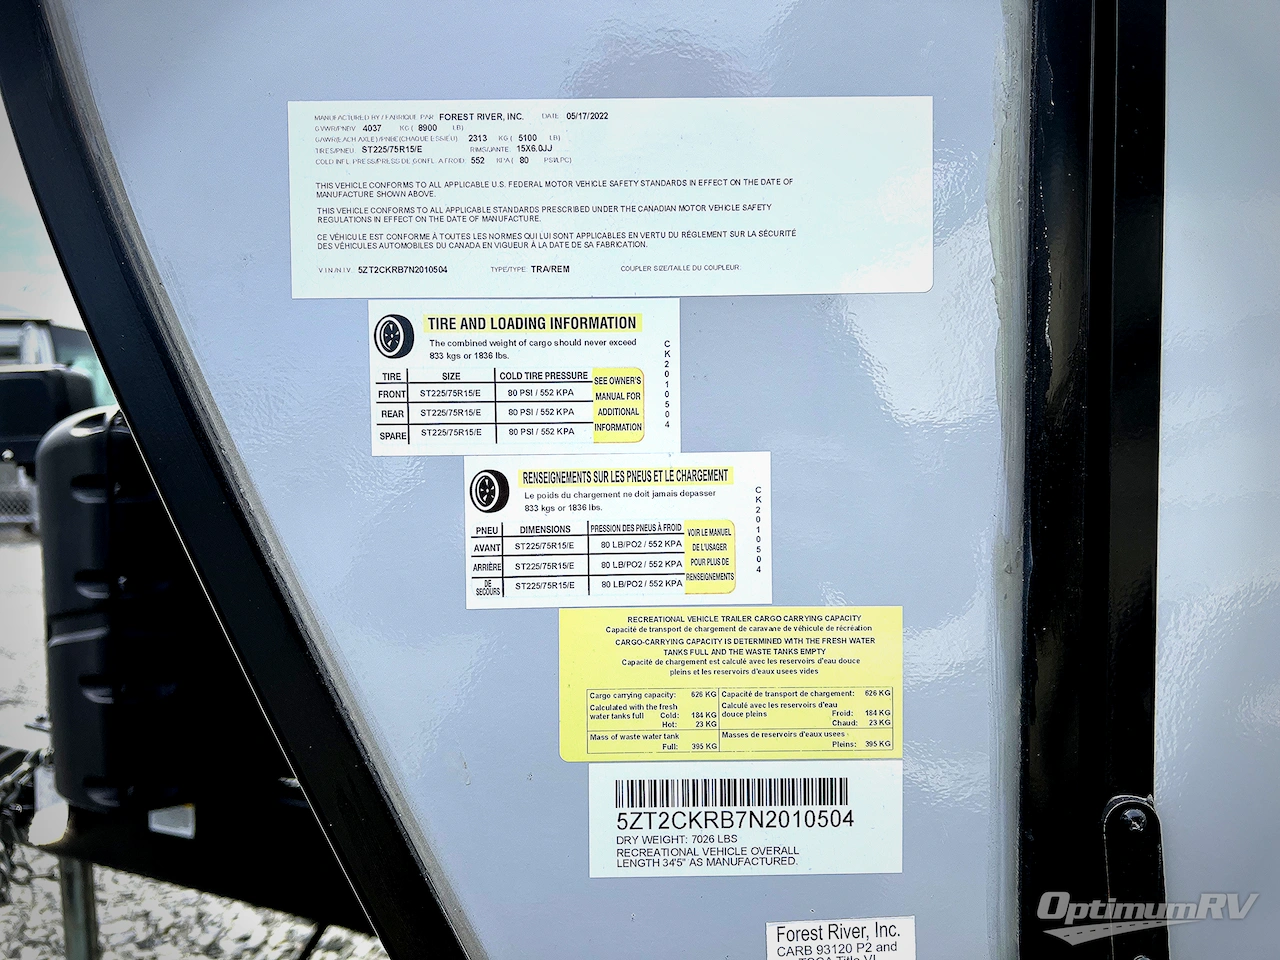 MANUFACTURED BY / FABRIQUE PAR FOREST RIVER, INC. DATE 05/17/2022
GVWR/PNBV 4037 KG ( 8900 LB)
GAWR(EACH AXLE)/PNBE(CHAQUE ESSIEU) 2313 KG ( 5100 LB)
TIRES/PNEU. ST225/75R15/E RIMS/JANTE. 15X6.0JJ
COLD INFL. PRESS/PRESS DE GONFL. A FROID. 552 KPA ( 80 PSI/LPC)
THIS VEHICLE CONFORMS TO ALL APPLICABLE U.S. FEDERAL MOTOR VEHICLE SAFETY STANDARDS IN EFFECT ON THE DATE OF
MANUFACTURE SHOWN ABOVE.
THIS VEHICLE CONFORMS TO ALL APPLICABLE STANDARDS PRESCRIBED UNDER THE CANADIAN MOTOR VEHICLE SAFETY
REGULATIONS IN EFFECT ON THE DATE OF MANUFACTURE.
CE VÉHICULE EST CONFORME À TOUTES LES NORMES QUI LUI SONT APPLICABLES EN VERTU DU RÈGLEMENT SUR LA SÉCURITÉ
DES VÉHICULES AUTOMOBILES DU CANADA EN VIGUEUR À LA DATE DE SA FABRICATION.
V.I.N./N.I.V. 5ZT2CKRB7N2010504 TYPE/TYPE: TRA/REM COUPLER SIZE/TAILLE DU COUPLEUR:
TIRE AND LOADING INFORMATION
The combined weight of cargo should never exceed
833 kgs or 1836 lbs.
TIRE SIZE COLD TIRE PRESSURE
FRONT ST225/75R15/E 80 PSI / 552 KPA
REAR ST225/75R15/E 80 PSI / 552 KPA
SPARE ST225/75R15/E 80 PSI / 552 KPA
SEE OWNER'S
MANUAL FOR
ADDITIONAL
INFORMATION
CK2010504
RENSEIGNEMENTS SUR LES PNEUS ET LE CHARGEMENT
Le poids du chargement ne doit jamais depasser
833 kgs or 1836 lbs.
PNEU DIMENSIONS PRESSION DES PNEUS À FROID
AVANT ST225/75R15/E 80 LB/PO2 / 552 KPA
ARRIÈRE ST225/75R15/E 80 LB/PO2 / 552 KPA
DE SECOURS ST225/75R15/E 80 LB/PO2 / 552 KPA
VOIR LE MANUEL
DE L'USAGER
POUR PLUS DE
RENSEIGNEMENTS
CK2010504
RECREATIONAL VEHICLE TRAILER CARGO CARRYING CAPACITY
Capacité de transport de chargement de caravane de véhicule de récréation
CARGO-CARRYING CAPACITY IS DETERMINED WITH THE FRESH WATER
TANKS FULL AND THE WASTE TANKS EMPTY
Capacité de chargement est calculé avec les reservoirs d'eau douce
pleins et les reservoirs d'eaux usees vides
Cargo carrying capacity: 626 KG Capacité de transport de chargement: 626 KG
Calculated with the fresh Calculé avec les reservoirs d'eau
water tanks full Cold: 184 KG douce pleins Froid: 184 KG
Hot: 23 KG Chaud: 23 KG
Mass of waste water tank Masses de reservoirs d'eaux usees
Full: 395 KG Pleins: 395 KG
5ZT2CKRB7N2010504
DRY WEIGHT: 7026 LBS
RECREATIONAL VEHICLE OVERALL
LENGTH 34'5" AS MANUFACTURED.
Forest River, Inc.
CARB 93120 P2 and
TSCA Title VI
OptimumRV